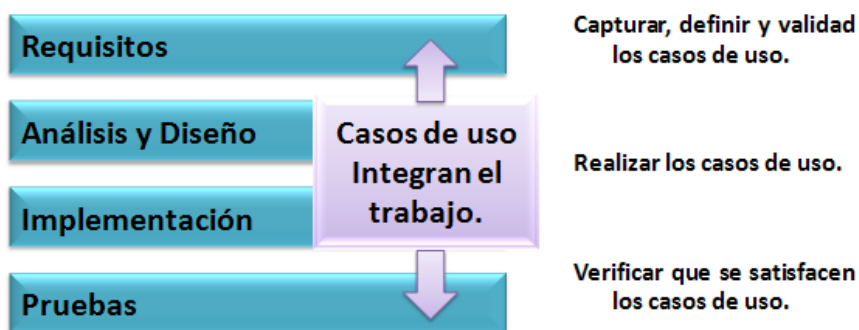 Requisitos
Análisis y Diseño
Implementación
Pruebas
Casos de uso
Integran el
trabajo.
Capturar, definir y validad
los casos de uso.
Realizar los casos de uso.
Verificar que se satisfacen
los casos de uso.